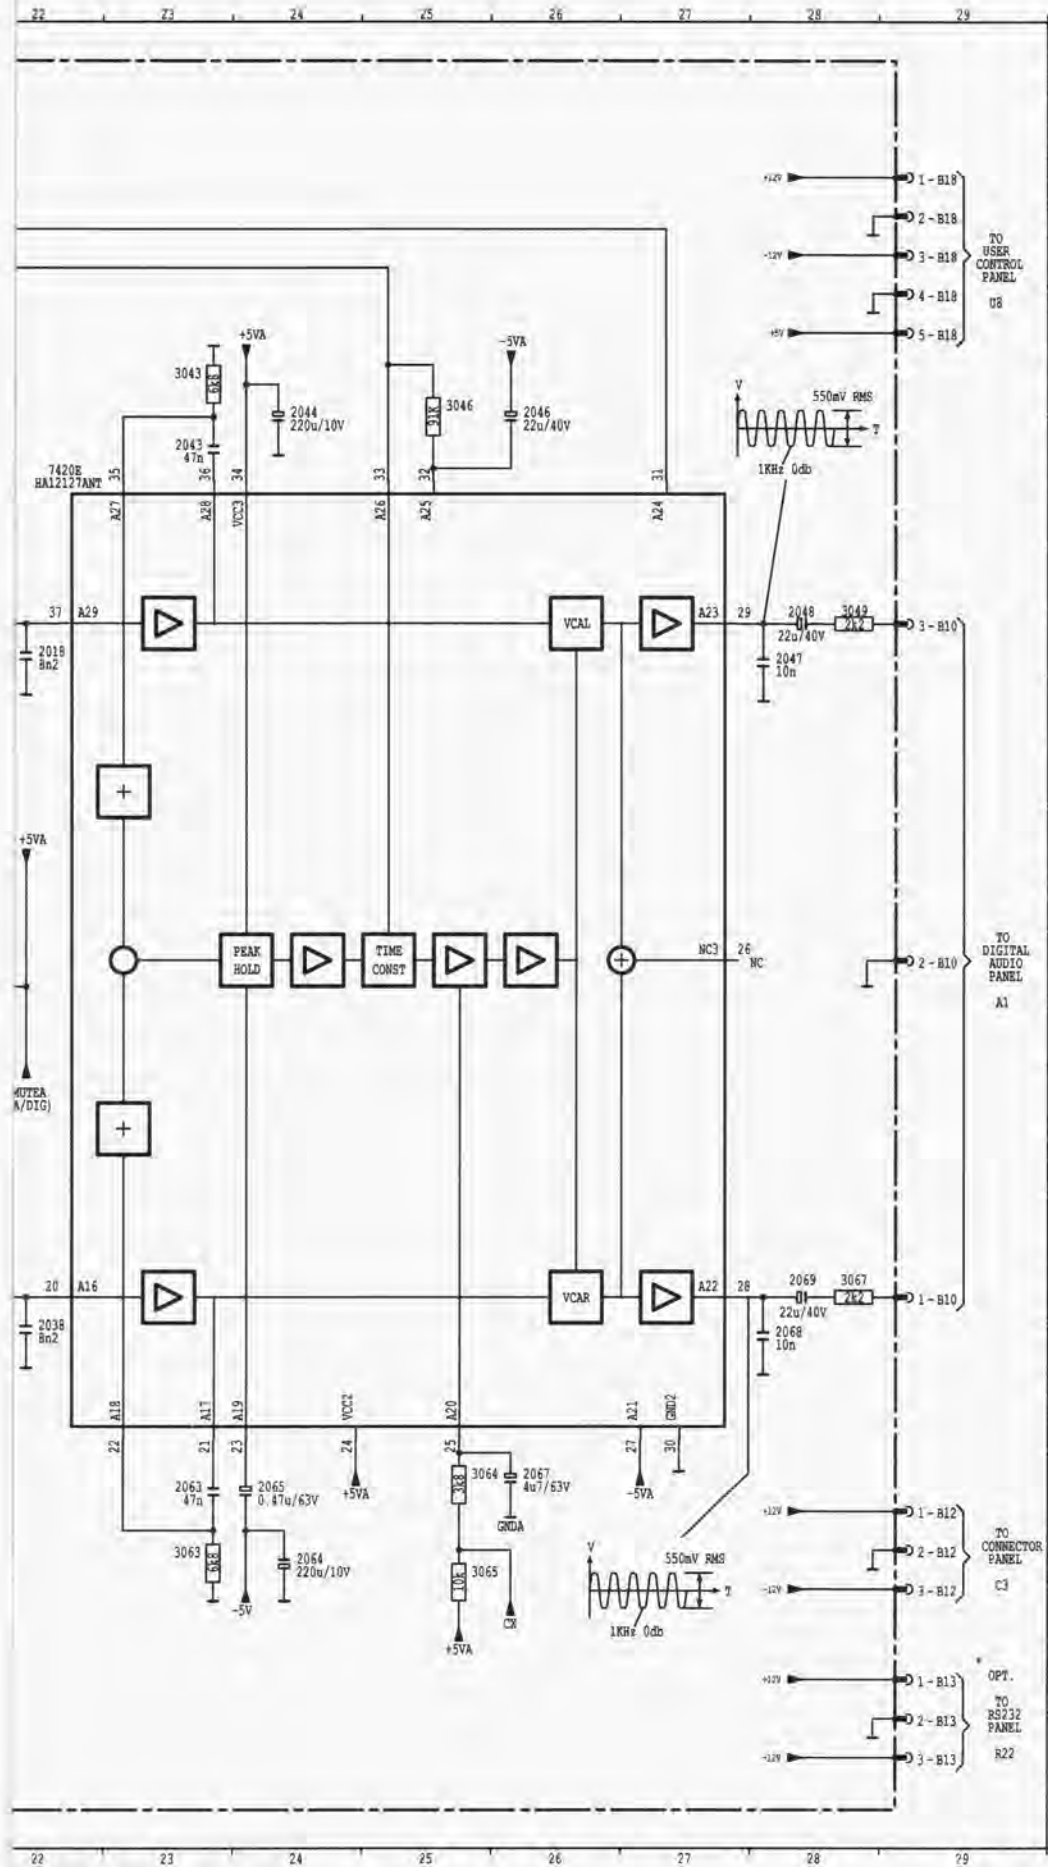 22 23 24 25 26 27 28 29
+12V
1-B18
2-B18
-12V
3-B18
4-B18
+5V
5-B18
TO
USER
CONTROL
PANEL
U8
+5VA
-5VA
3043
6k8
2044
220u/10V
3046
91K
2046
22u/40V
2043
47n
V
550mV RMS
T
1KHz 0db
7420E
HA12127ANT
35
36
34
33
32
31
A27
A28
VCC3
A26
A25
A24
37
A29
VCAL
A23
29
2048
22u/40V
3049
2k2
3-B10
2018
8n2
2047
10n
+
+5VA
PEAK
HOLD
TIME
CONST
+
NC3
26
NC
2-B10
TO
DIGITAL
AUDIO
PANEL
A1
MUTEA
A/DIG)
+
20
A16
VCAR
A22
28
2069
22u/40V
3067
2k2
1-B10
2038
8n2
2068
10n
A18
A17
A19
VCC2
A20
A21
GND2
22
21
23
24
25
27
30
2063
47n
2065
0.47u/63V
+5VA
3k8
3064
2067
4u7/63V
GNDA
-5VA
3063
6k8
2064
220u/10V
-5V
10k
3065
CX
+5VA
V
550mV RMS
T
1KHz 0db
+12V
1-B12
2-B12
-12V
3-B12
TO
CONNECTOR
PANEL
C3
* OPT.
+12V
1-B13
2-B13
-12V
3-B13
TO
RS232
PANEL
R22
22 23 24 25 26 27 28 29